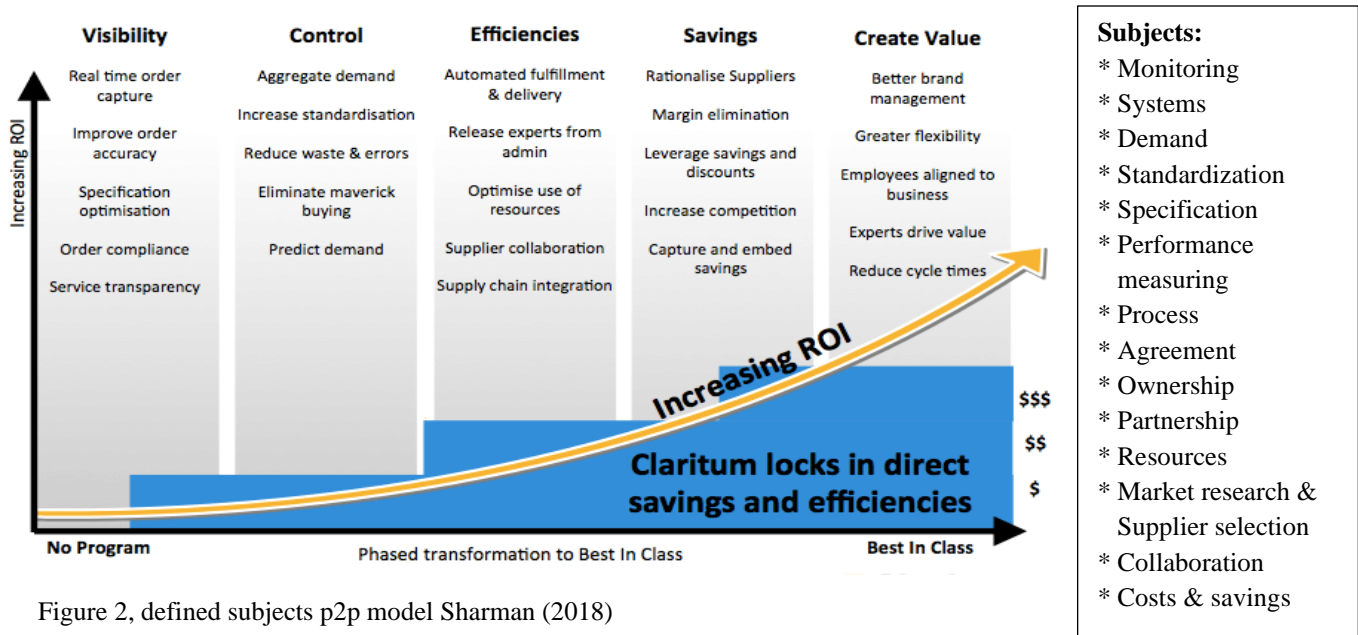 Visibility
Real time order
capture
Improve order
accuracy
Specification
optimisation
Order compliance
Service transparency
Control
Aggregate demand
Increase standardisation
Reduce waste & errors
Eliminate maverick
buying
Predict demand
Efficiencies
Automated fulfillment
& delivery
Release experts from
admin
Optimise use of
resources
Supplier collaboration
Supply chain integration
Savings
Rationalise Suppliers
Margin elimination
Leverage savings and
discounts
Increase competition
Capture and embed
savings
Create Value
Better brand
management
Greater flexibility
Employees aligned to
business
Experts drive value
Reduce cycle times
Increasing ROI
Increasing ROI
$$$
$$
$
Claritum locks in direct
savings and efficiencies
No Program
Phased transformation to Best In Class
Best In Class
Figure 2, defined subjects p2p model Sharman (2018)
Subjects:
* Monitoring
* Systems
* Demand
* Standardization
* Specification
* Performance
measuring
* Process
* Agreement
* Ownership
* Partnership
* Resources
* Market research &
Supplier selection
* Collaboration
* Costs & savings